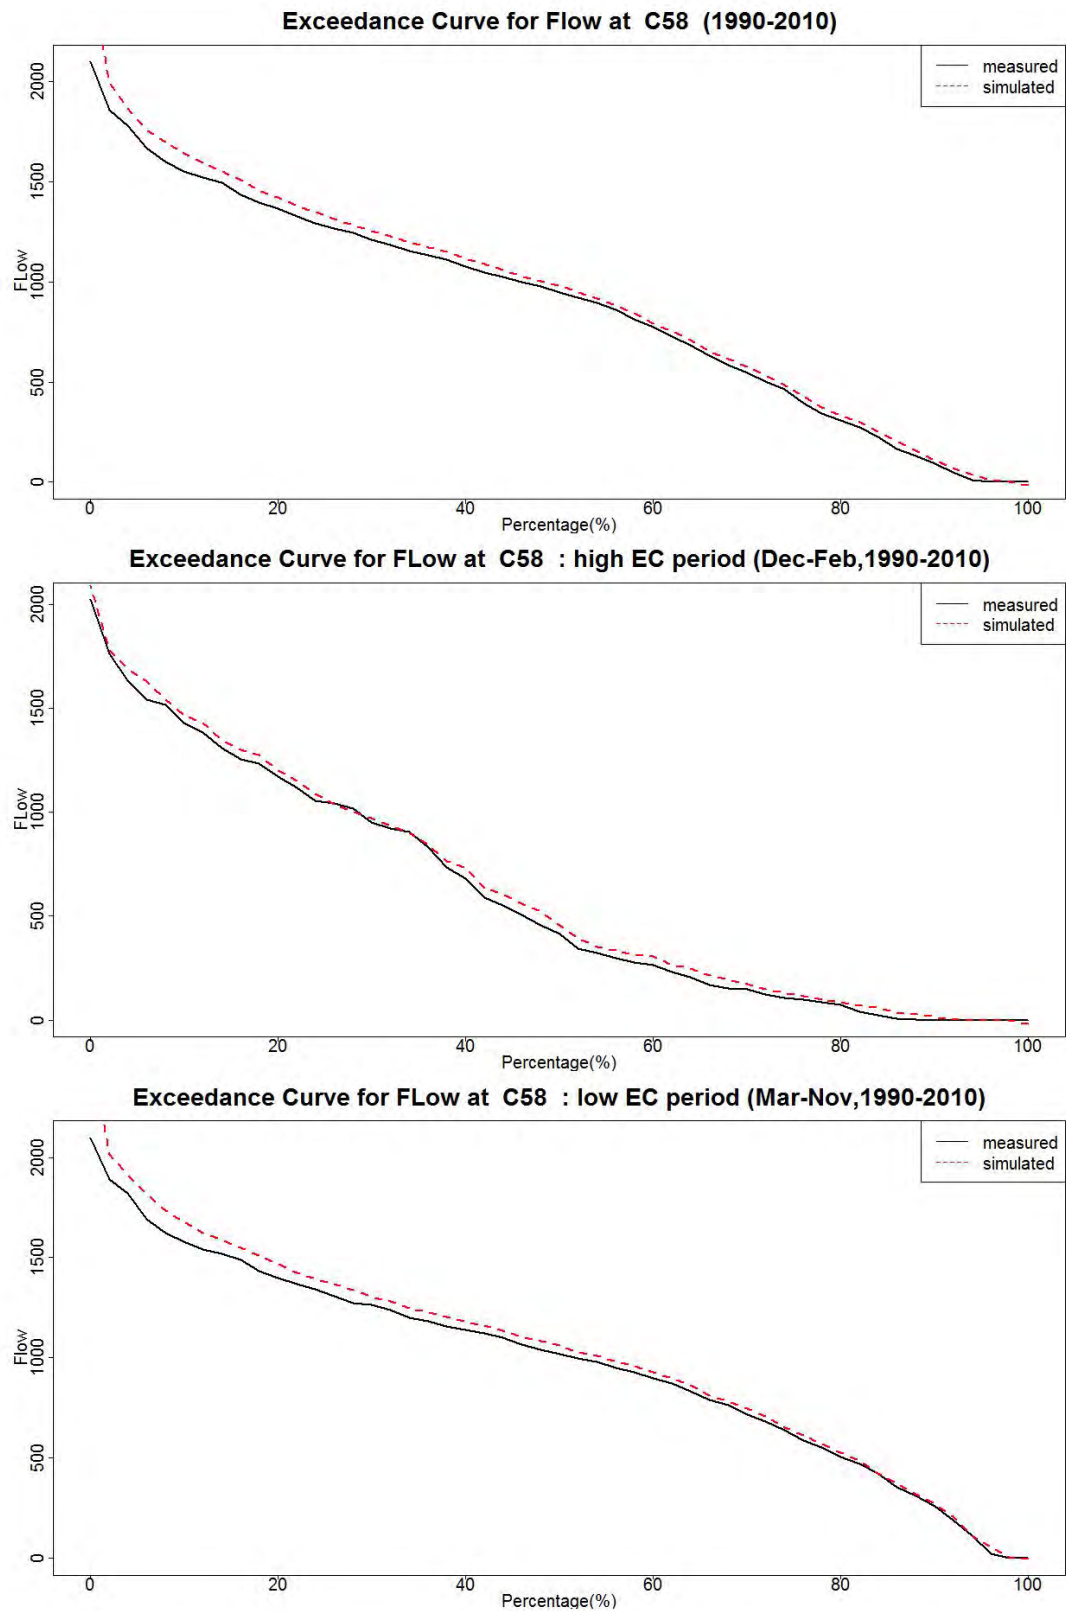 Exceedance Curve for Flow at C58 (1990-2010)
measured
simulated
2000
1500
1000
500
0
FLow
0 20 40 60 80 100
Percentage(%)
Exceedance Curve for FLow at C58 : high EC period (Dec-Feb,1990-2010)
measured
simulated
2000
1500
1000
500
0
FLow
0 20 40 60 80 100
Percentage(%)
Exceedance Curve for FLow at C58 : low EC period (Mar-Nov,1990-2010)
measured
simulated
2000
1500
1000
500
0
Flow
0 20 40 60 80 100
Percentage(%)